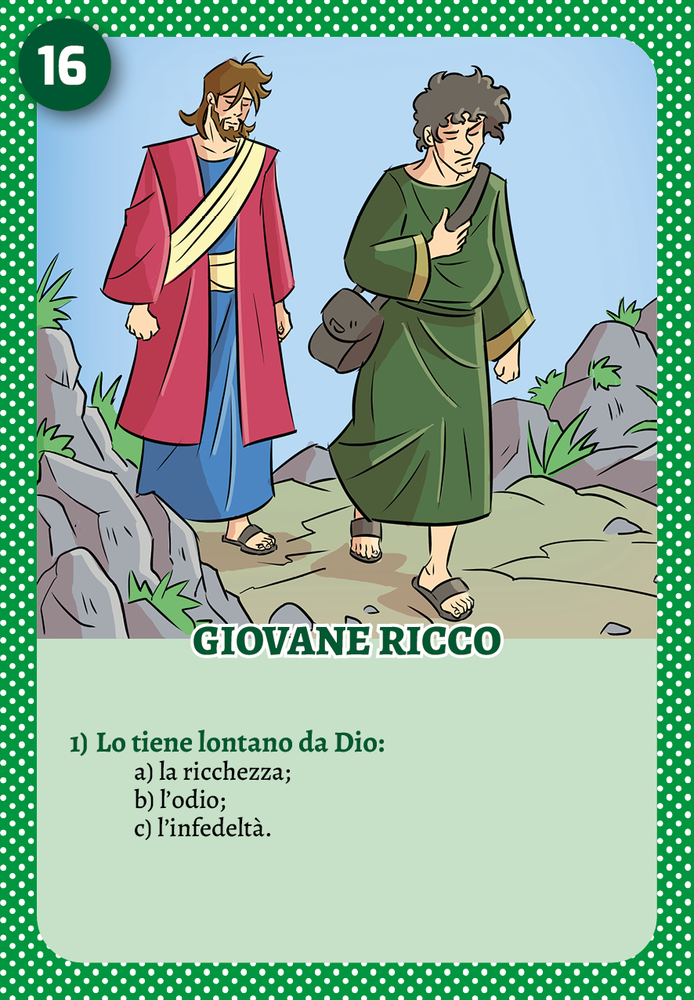 16
GIOVANE RICCO
1) Lo tiene lontano da Dio:
a) la ricchezza;
b) l’odio;
c) l’infedeltà.